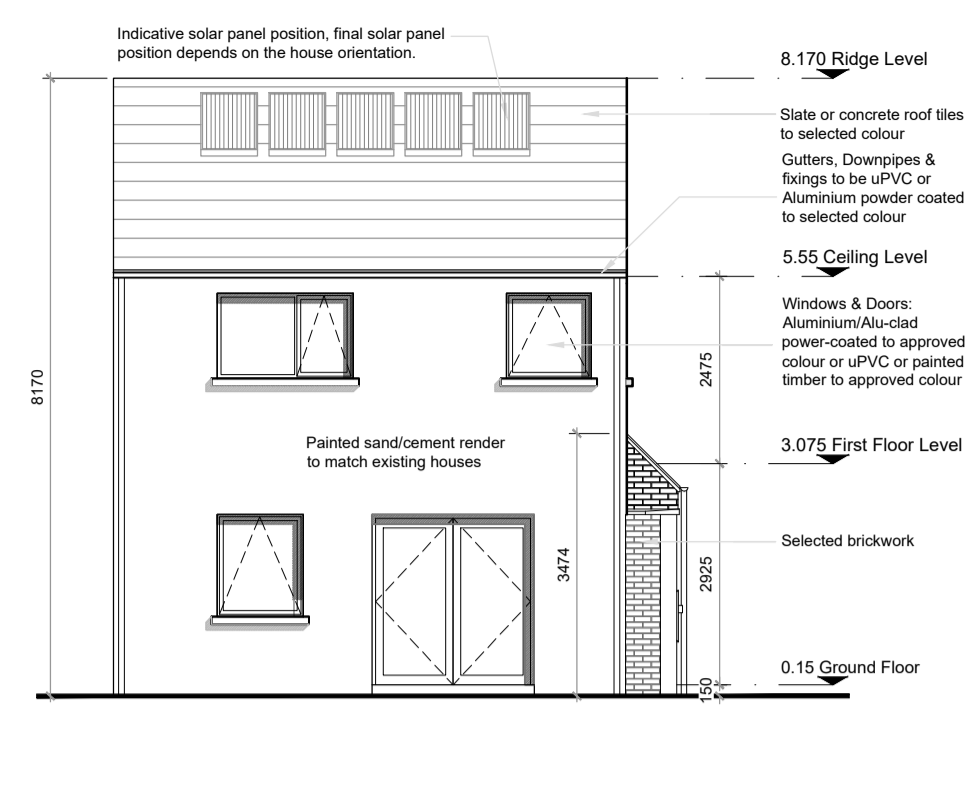 Indicative solar panel position, final solar panel
position depends on the house orientation.
8.170 Ridge Level
Slate or concrete roof tiles
to selected colour
Gutters, Downpipes &
fixings to be uPVC or
Aluminium powder coated
to selected colour
5.55 Ceiling Level
Windows & Doors:
Aluminium/Alu-clad
power-coated to approved
colour or uPVC or painted
timber to approved colour
2475
8170
Painted sand/cement render
to match existing houses
3.075 First Floor Level
Selected brickwork
3474
2925
0.15 Ground Floor
150